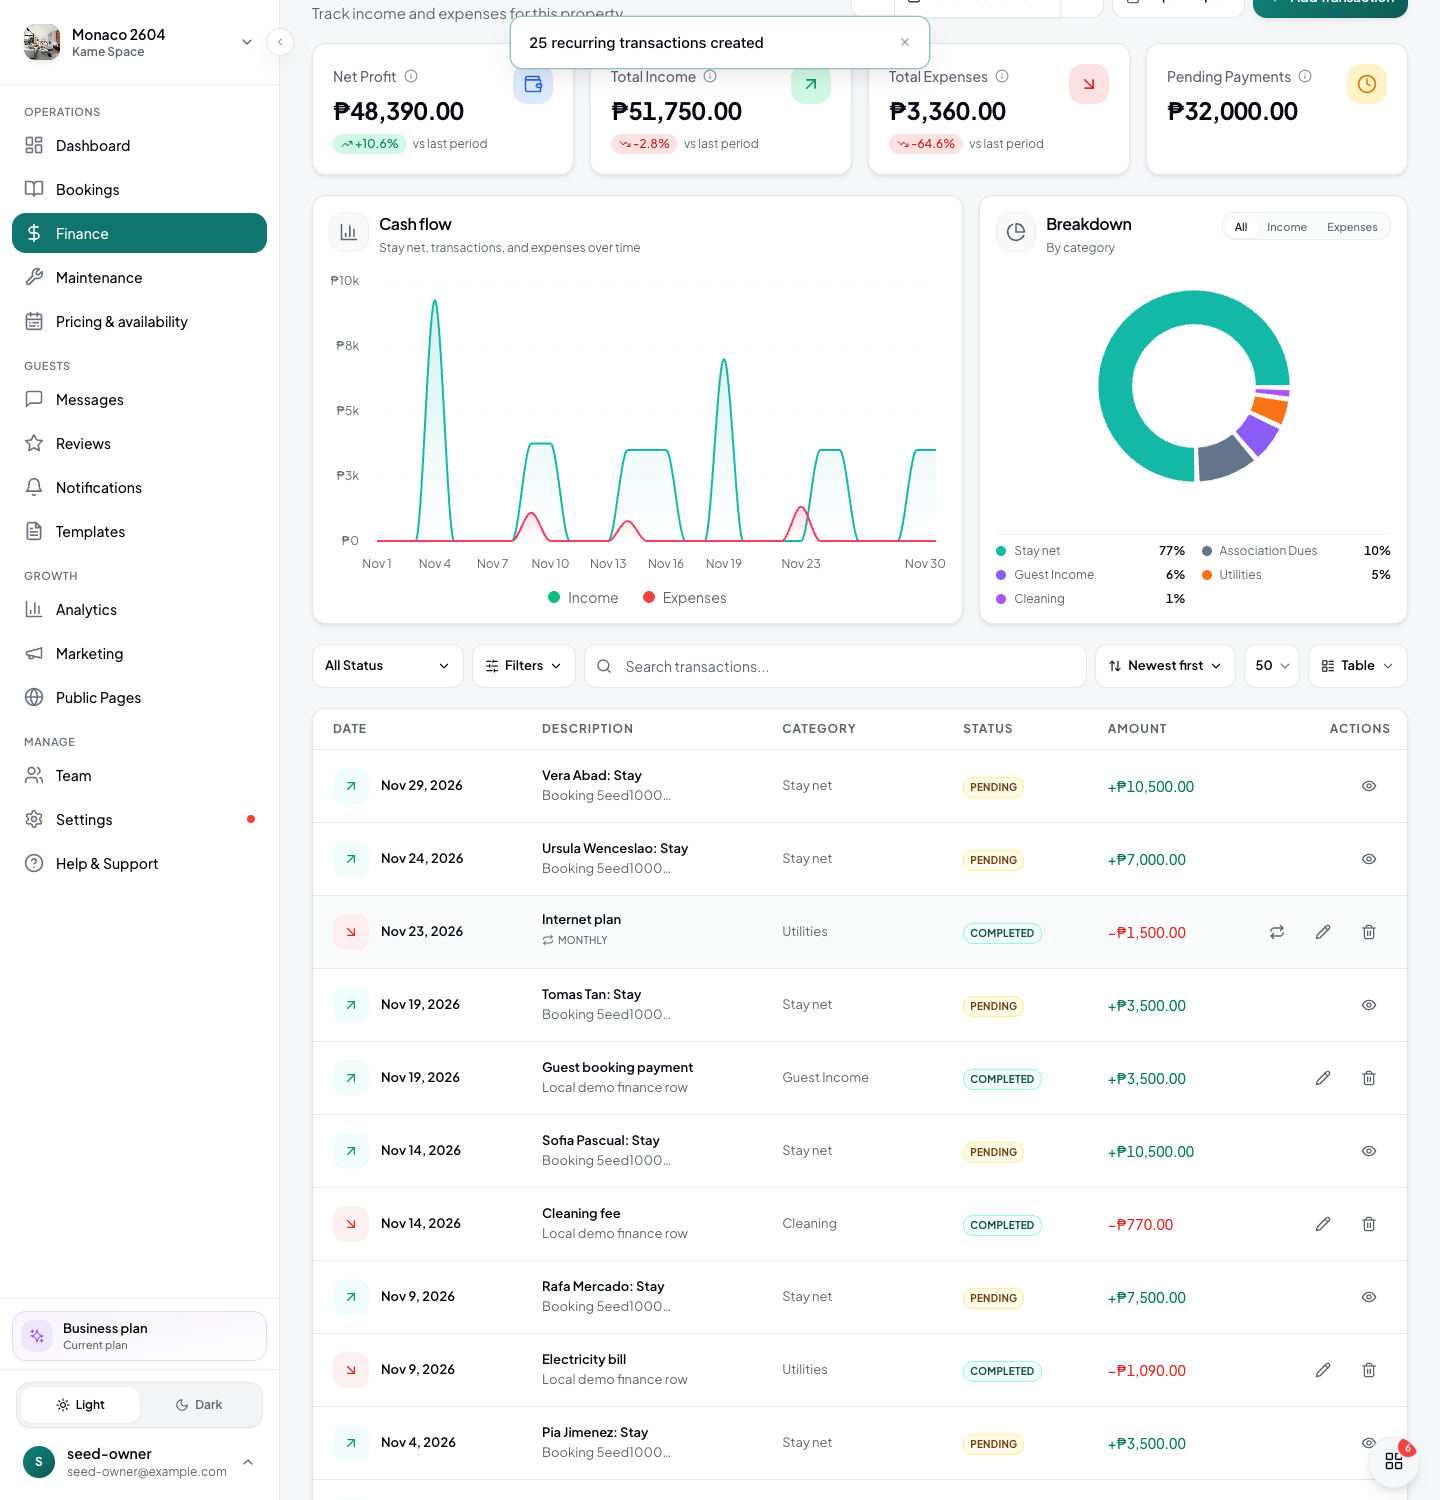 Monaco 2604
Kame Space
OPERATIONS
Dashboard
Bookings
Finance
Maintenance
Pricing & availability
GUESTS
Messages
Reviews
Notifications
Templates
GROWTH
Analytics
Marketing
Public Pages
MANAGE
Team
Settings
Help & Support
Business plan
Current plan
Light Dark
S
seed-owner
seed-owner@example.com
Track income and expenses for this property
25 recurring transactions created
Net Profit
₱48,390.00
+10.6% vs last period
Total Income
₱51,750.00
-2.8% vs last period
Total Expenses
₱3,360.00
-64.6% vs last period
Pending Payments
₱32,000.00
Cash flow
Stay net, transactions, and expenses over time
₱10k
₱8k
₱5k
₱3k
₱0
Nov 1 Nov 4 Nov 7 Nov 10 Nov 13 Nov 16 Nov 19 Nov 23 Nov 30
Income Expenses
Breakdown
By category
All Income Expenses
Stay net 77% Association Dues 10%
Guest Income 6% Utilities 5%
Cleaning 1%
All Status Filters Search transactions... Newest first 50 Table
DATE DESCRIPTION CATEGORY STATUS AMOUNT ACTIONS
Nov 29, 2026 Vera Abad: Stay Stay net PENDING +₱10,500.00
Booking 5eed1000...
Nov 24, 2026 Ursula Wenceslao: Stay Stay net PENDING +₱7,000.00
Booking 5eed1000...
Nov 23, 2026 Internet plan Utilities COMPLETED −₱1,500.00
MONTHLY
Nov 19, 2026 Tomas Tan: Stay Stay net PENDING +₱3,500.00
Booking 5eed1000...
Nov 19, 2026 Guest booking payment Guest Income COMPLETED +₱3,500.00
Local demo finance row
Nov 14, 2026 Sofia Pascual: Stay Stay net PENDING +₱10,500.00
Booking 5eed1000...
Nov 14, 2026 Cleaning fee Cleaning COMPLETED −₱770.00
Local demo finance row
Nov 9, 2026 Rafa Mercado: Stay Stay net PENDING +₱7,500.00
Booking 5eed1000...
Nov 9, 2026 Electricity bill Utilities COMPLETED −₱1,090.00
Local demo finance row
Nov 4, 2026 Pia Jimenez: Stay Stay net PENDING +₱3,500.00
Booking 5eed1000...
6